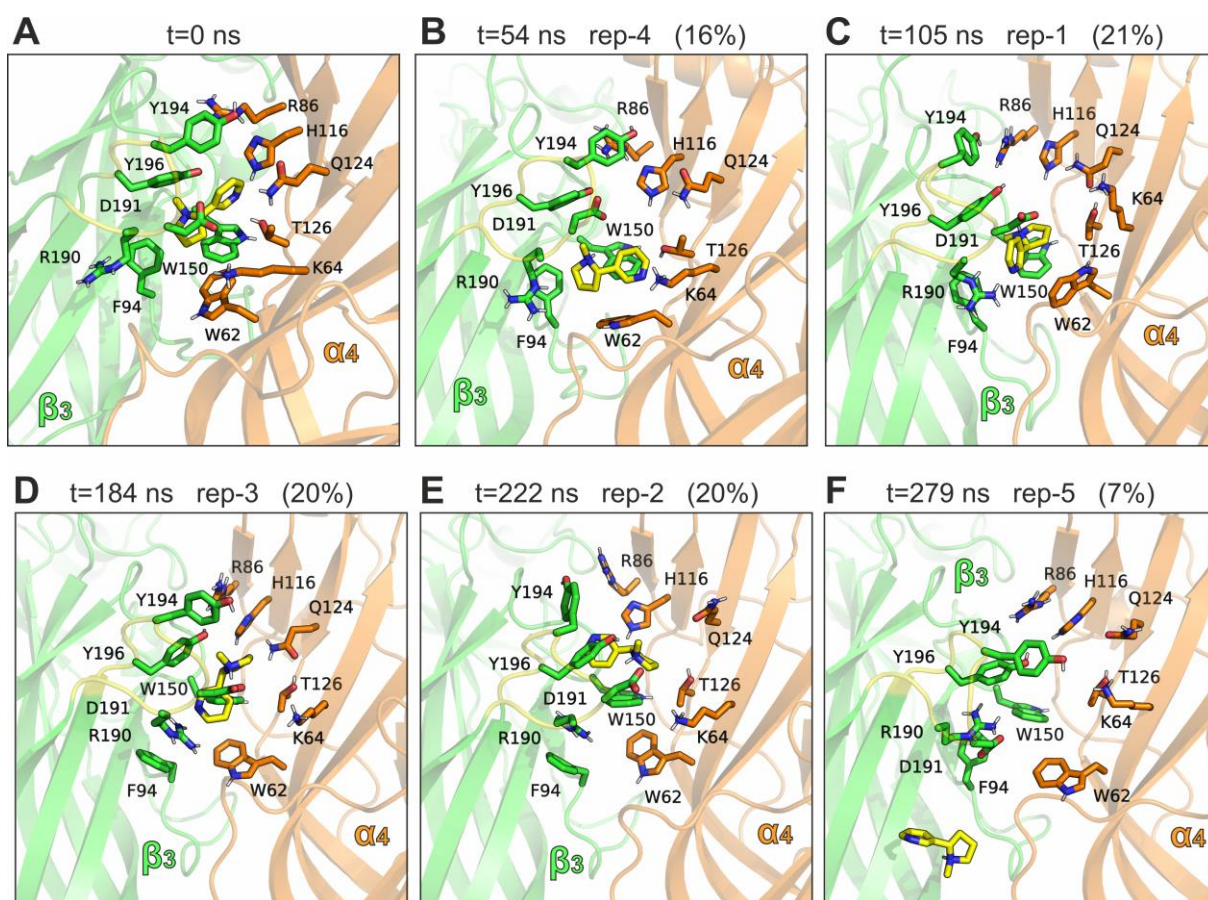 A t=0 ns
Y194 R86
H116
Y196 Q124
D191
T126
R190 W150
K64
F94
W62
α4
β3
B t=54 ns rep-4 (16%)
R86
Y194 H116
Q124
Y196
D191 W150
T126
R190 K64
F94 W62
α4
β3
C t=105 ns rep-1 (21%)
R86 H116
Y194 Q124
K64
Y196
D191 T126
R190 W150
W62
F94
α4
β3
D t=184 ns rep-3 (20%)
R86
H116
Y194 Q124
Y196
W150 T126
D191
R190 K64
F94 W62
β3 α4
E t=222 ns rep-2 (20%)
R86 H116
Y194
Q124
Y196
D191 T126
W150
R190 K64
F94 W62
β3 α4
F t=279 ns rep-5 (7%)
β3 R86 H116
Q124
Y194
Y196
T126
R190 K64
W150
D191
F94 W62
α4